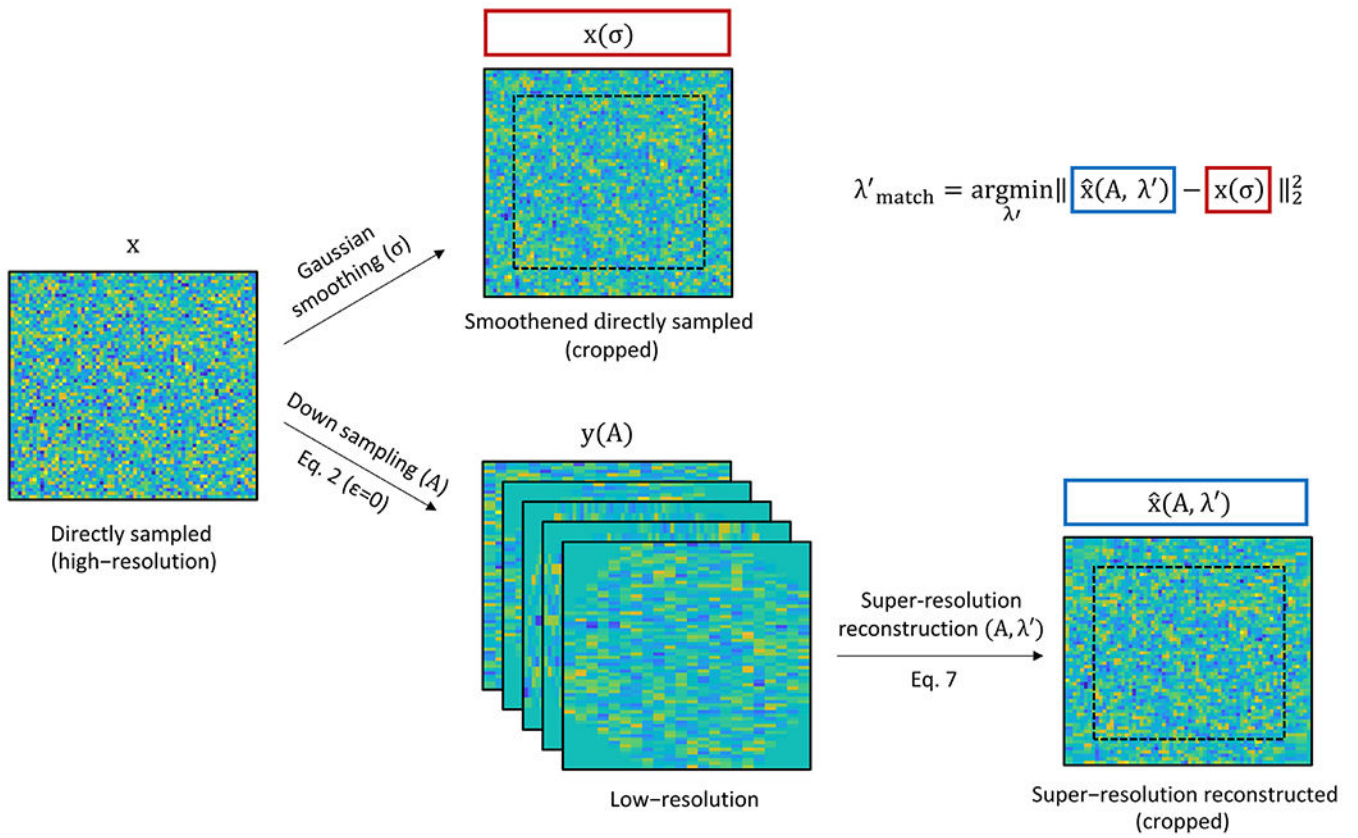 x(σ)
λ′match = argmin‖ x̂(A, λ′) − x(σ) ‖₂²
λ′
x
Gaussian
smoothing (σ)
Smoothened directly sampled
(cropped)
Down sampling (A)
Eq. 2 (ϵ=0)
y(A)
Directly sampled
(high−resolution)
x̂(A, λ′)
Super-resolution
reconstruction (A, λ′)
Eq. 7
Low−resolution
Super−resolution reconstructed
(cropped)